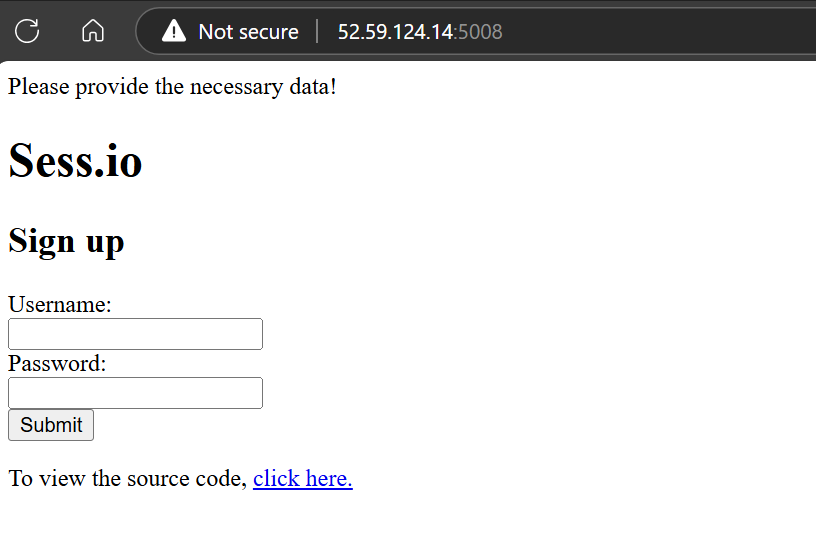 Not secure | 52.59.124.14:5008
Please provide the necessary data!
Sess.io
Sign up
Username:
Password:
Submit
To view the source code, click here.